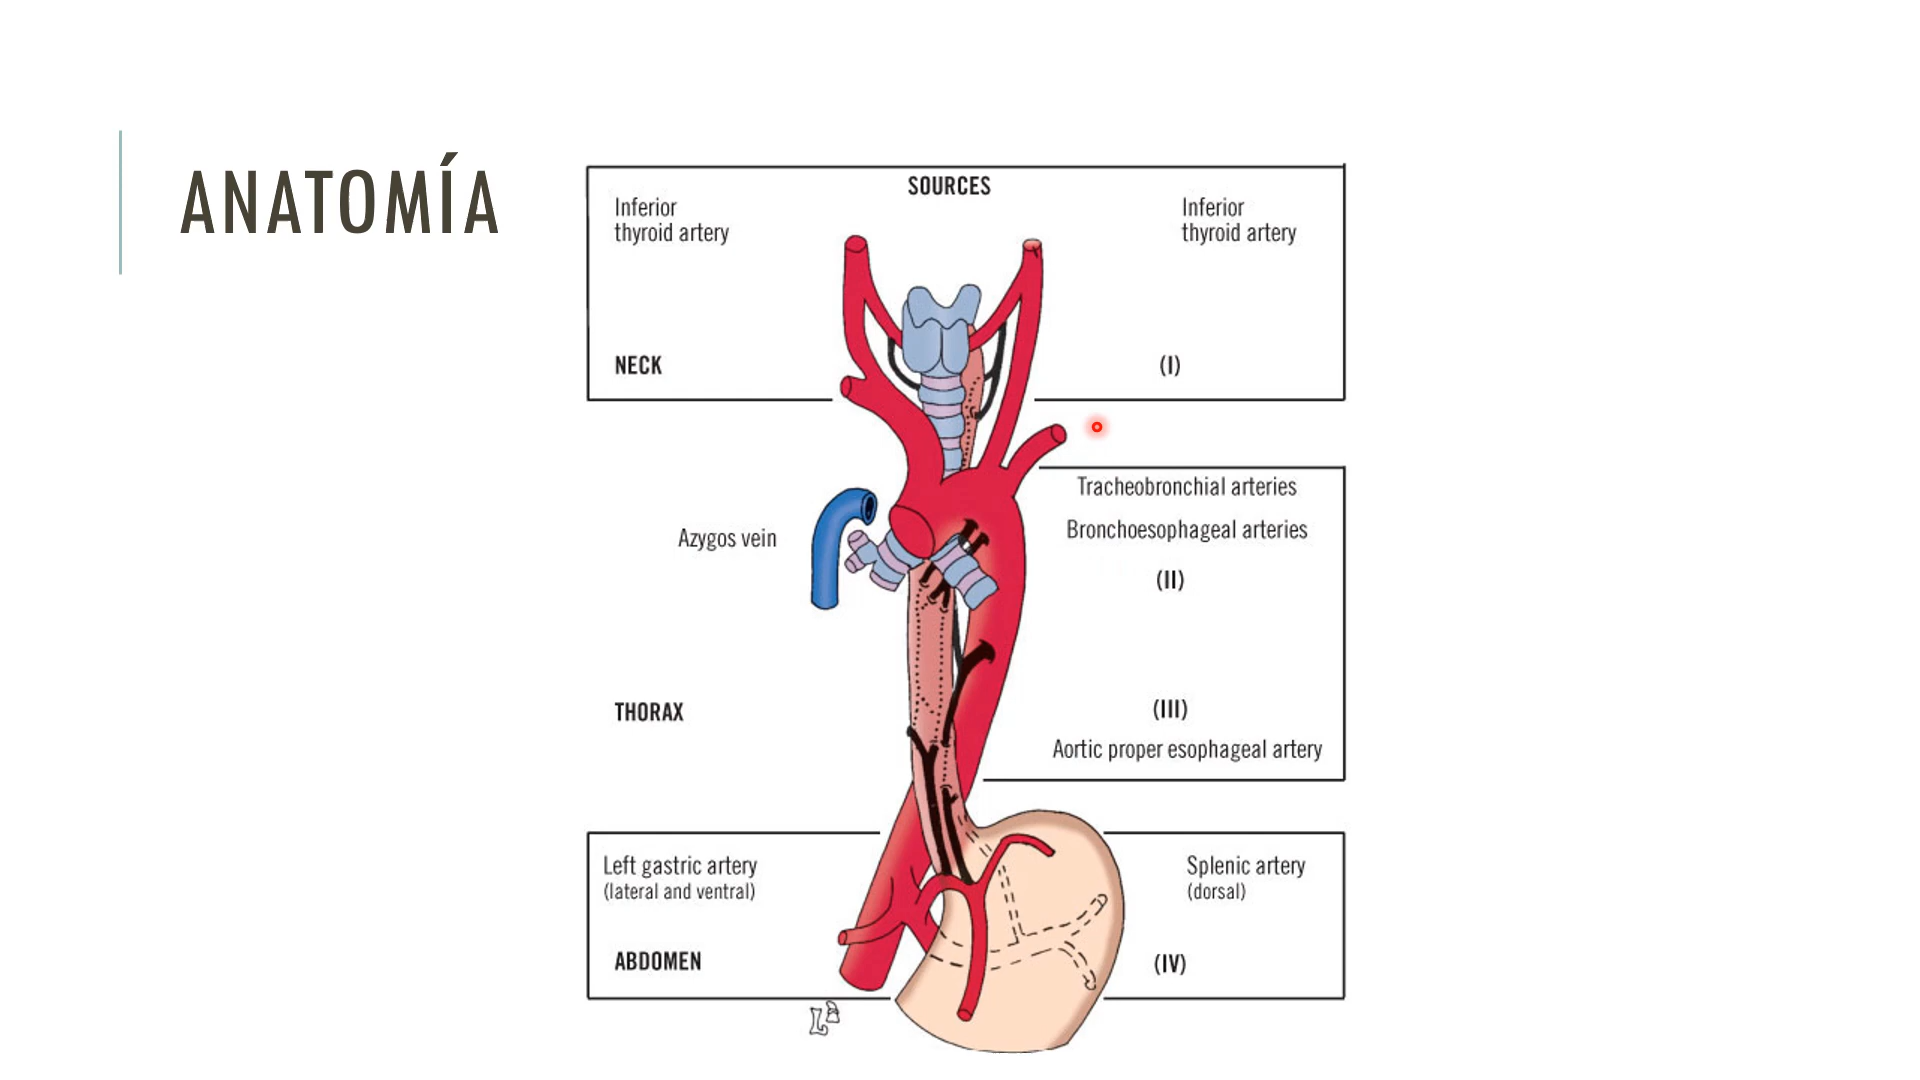 ANATOMÍA
SOURCES
Inferior
thyroid artery
Inferior
thyroid artery
NECK
(I)
Tracheobronchial arteries
Bronchoesophageal arteries
(II)
Azygos vein
THORAX
(III)
Aortic proper esophageal artery
Left gastric artery
(lateral and ventral)
Splenic artery
(dorsal)
ABDOMEN
(IV)